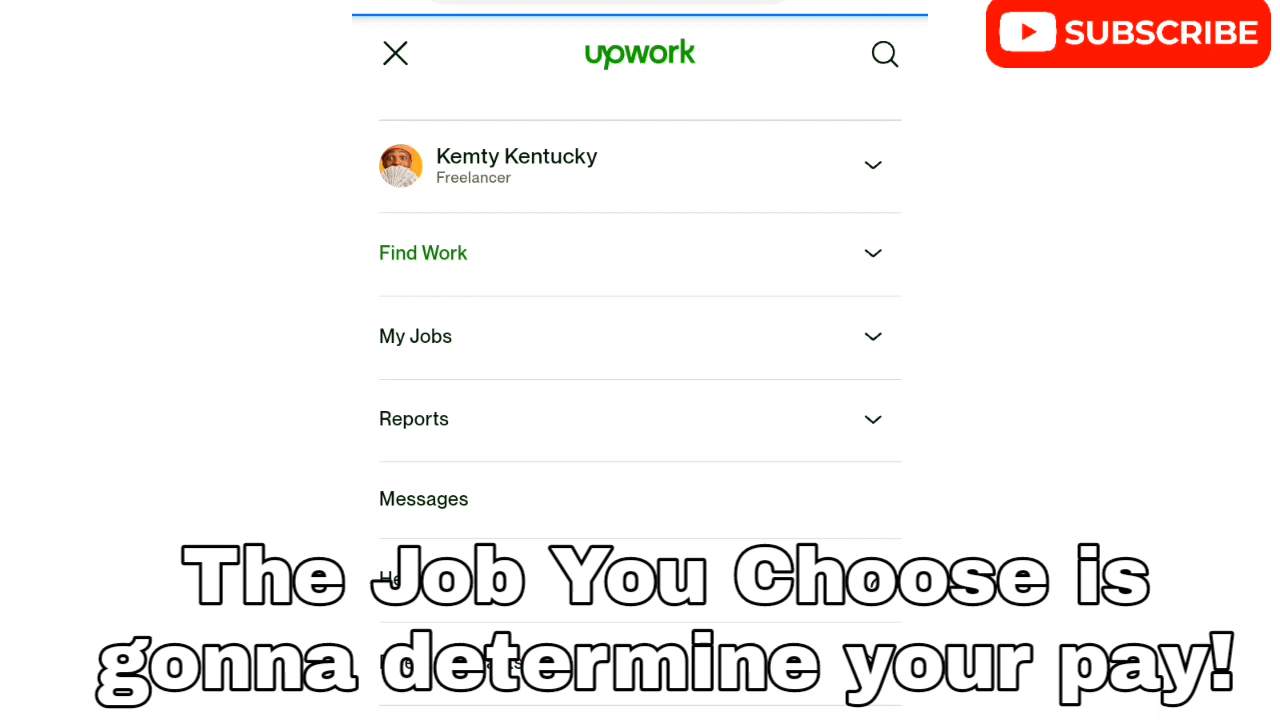 SUBSCRIBE
upwork
Kemty Kentucky
Freelancer
Find Work
My Jobs
Reports
Messages
The Job You Choose is
gonna determine your pay!